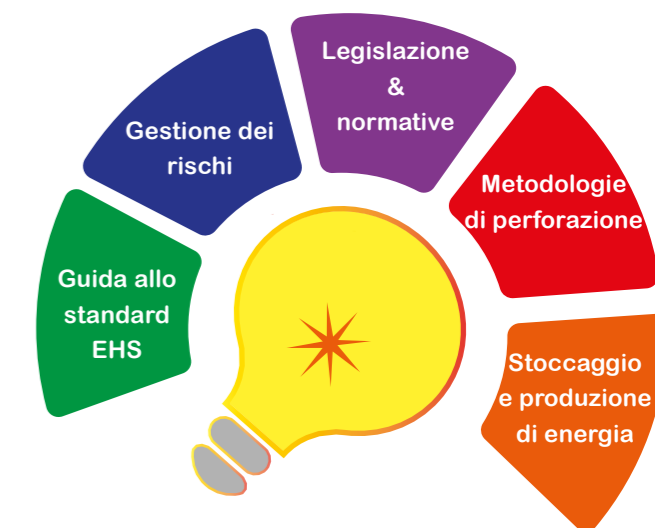 Guida allo
standard
EHS
Gestione dei
rischi
Legislazione
&
normative
Metodologie
di perforazione
Stoccaggio
e produzione
di energia